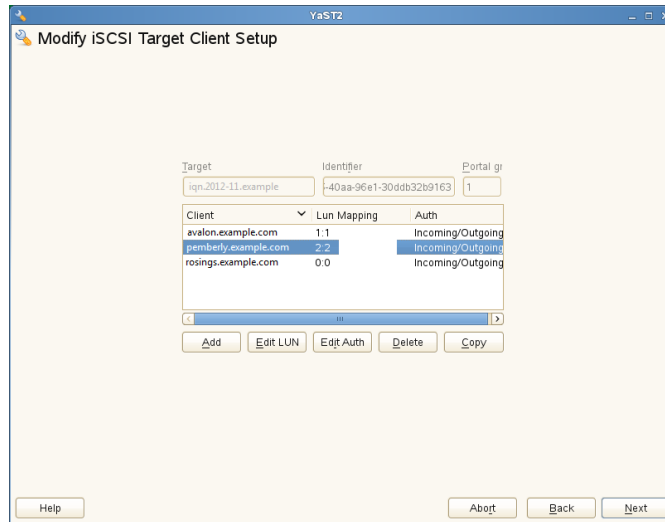 YaST2
Modify iSCSI Target Client Setup
Target Identifier Portal gr
iqn.2012-11.example -40aa-96e1-30ddb32b9163 1
Client Lun Mapping Auth
avalon.example.com 1:1 Incoming/Outgoing
pemberly.example.com 2:2 Incoming/Outgoing
rosings.example.com 0:0 Incoming/Outgoing
Add Edit LUN Edit Auth Delete Copy
Help Abort Back Next